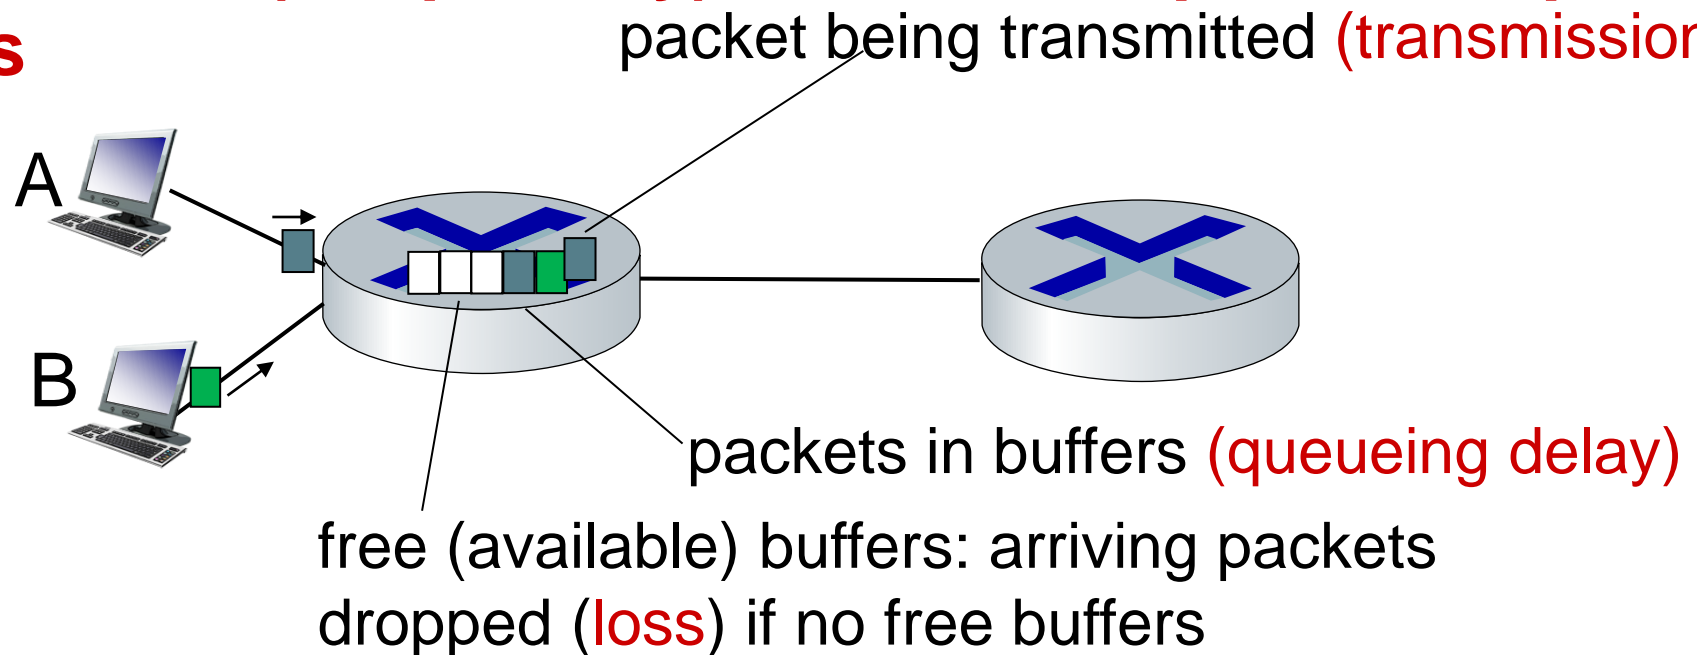 s
packet being transmitted (transmission
A
B
packets in buffers (queueing delay)
free (available) buffers: arriving packets
dropped (loss) if no free buffers